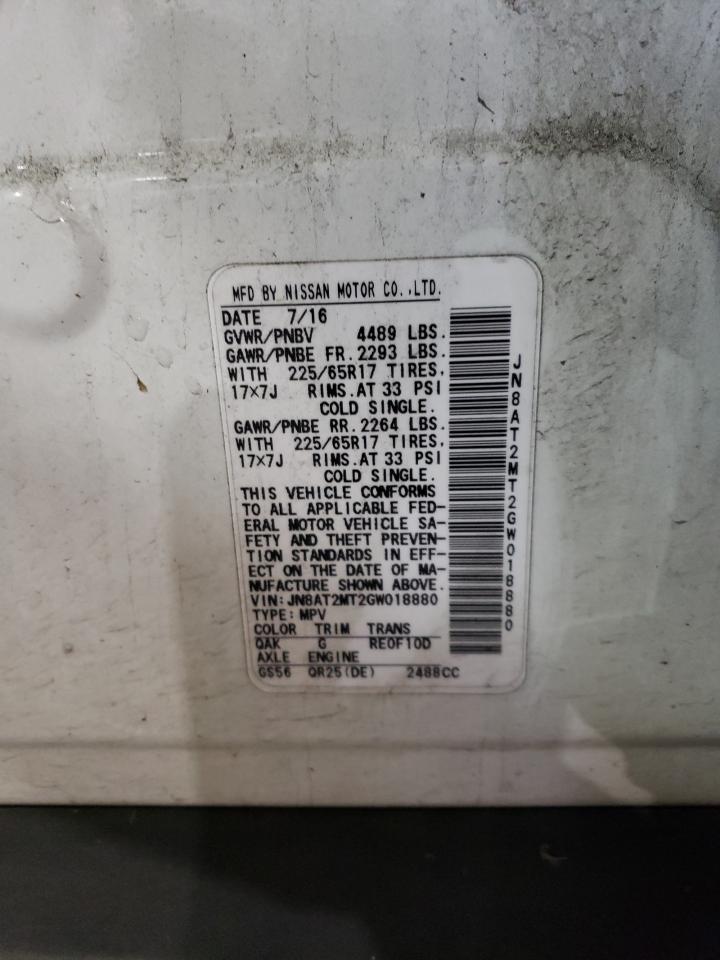 MFD BY NISSAN MOTOR CO.,LTD.
DATE 7/16
GVWR/PNBV 4489 LBS.
GAWR/PNBE FR.2293 LBS.
WITH 225/65R17 TIRES,
17×7J RIMS.AT 33 PSI
COLD SINGLE.
GAWR/PNBE RR.2264 LBS.
WITH 225/65R17 TIRES,
17×7J RIMS.AT 33 PSI
COLD SINGLE.
THIS VEHICLE CONFORMS
TO ALL APPLICABLE FED-
ERAL MOTOR VEHICLE SA-
FETY AND THEFT PREVEN-
TION STANDARDS IN EFF-
ECT ON THE DATE OF MA-
NUFACTURE SHOWN ABOVE.
VIN:JN8AT2MT2GW018880
TYPE:MPV
COLOR TRIM TRANS
QAK G RE0F10D
AXLE ENGINE
GS56 QR25(DE) 2488CC
JN8AT2MT2GW018880